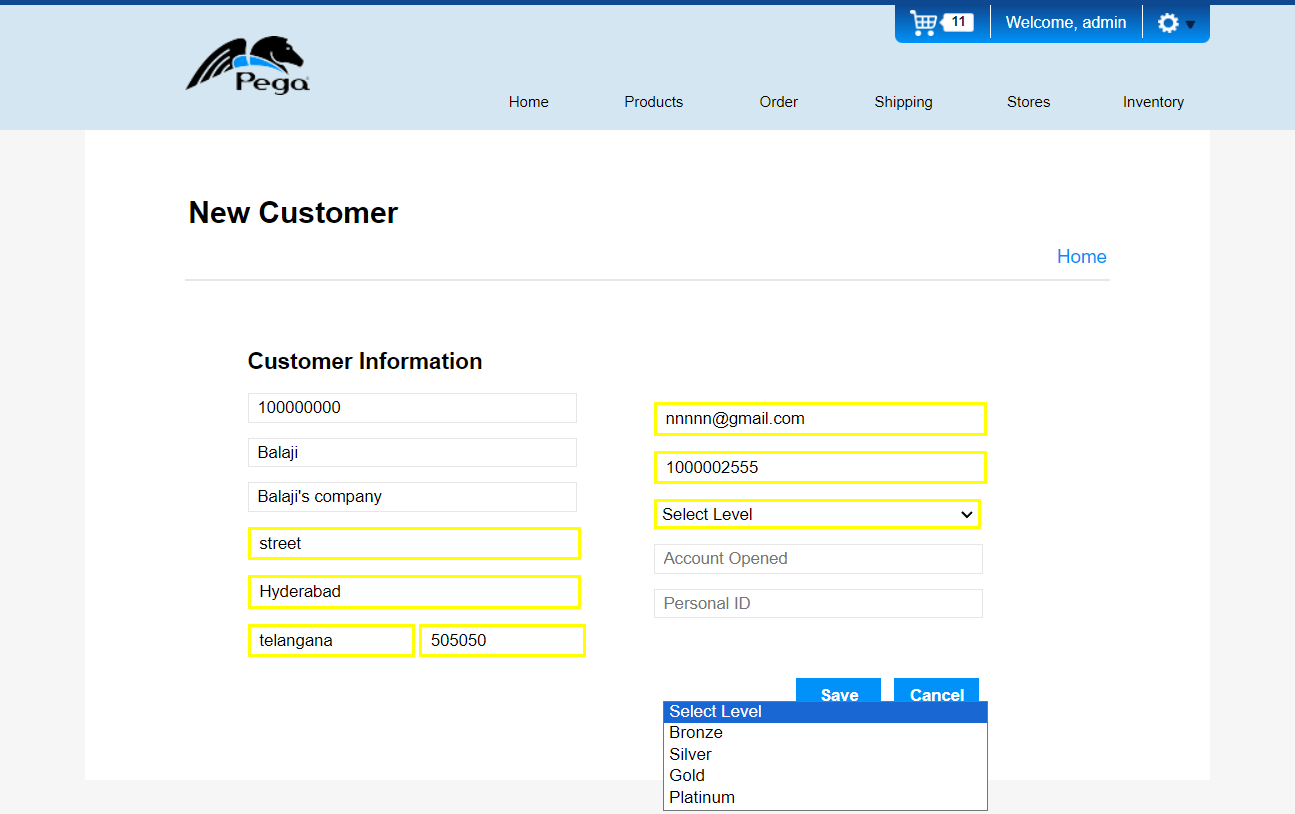 11
Welcome, admin
Pega
Home
Products
Order
Shipping
Stores
Inventory
New Customer
Home
Customer Information
100000000
Balaji
Balaji's company
street
Hyderabad
telangana
505050
nnnnn@gmail.com
1000002555
Select Level
Account Opened
Personal ID
Save
Cancel
Select Level
Bronze
Silver
Gold
Platinum